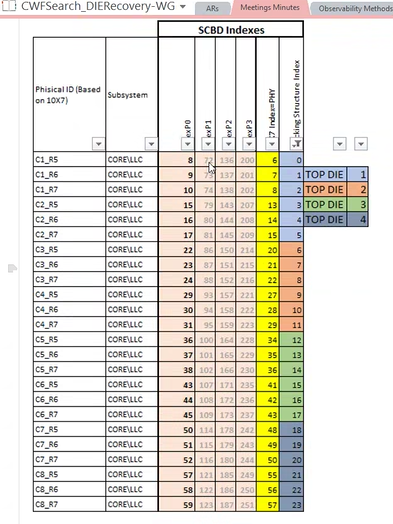 CWFSearch_DIERecovery-WG
ARs
Meetings Minutes
Observability Methods
SCBD Indexes
Phisical ID (Based on 10X7)
Subsystem
exP0
exP1
exP2
exP3
7 Index=PHY
king Structure Index
C1_R5 CORE\LLC 8 72 136 200 6 0
C1_R6 CORE\LLC 9 137 201 7 1 TOP DIE 1
C1_R7 CORE\LLC 10 74 138 202 8 2 TOP DIE 2
C2_R5 CORE\LLC 15 79 143 207 13 3 TOP DIE 3
C2_R6 CORE\LLC 16 80 144 208 14 4 TOP DIE 4
C2_R7 CORE\LLC 17 81 145 209 15 5
C3_R5 CORE\LLC 22 86 150 214 20 6
C3_R6 CORE\LLC 23 87 151 215 21 7
C3_R7 CORE\LLC 24 88 152 216 22 8
C4_R5 CORE\LLC 29 93 157 221 27 9
C4_R6 CORE\LLC 30 94 158 222 28 10
C4_R7 CORE\LLC 31 95 159 223 29 11
C5_R5 CORE\LLC 36 100 164 228 34 12
C5_R6 CORE\LLC 37 101 165 229 35 13
C5_R7 CORE\LLC 38 102 166 230 36 14
C6_R5 CORE\LLC 43 107 171 235 41 15
C6_R6 CORE\LLC 44 108 172 236 42 16
C6_R7 CORE\LLC 45 109 173 237 43 17
C7_R5 CORE\LLC 50 114 178 242 48 18
C7_R6 CORE\LLC 51 115 179 243 49 19
C7_R7 CORE\LLC 52 116 180 244 50 20
C8_R5 CORE\LLC 57 121 185 249 55 21
C8_R6 CORE\LLC 58 122 186 250 56 22
C8_R7 CORE\LLC 59 123 187 251 57 23